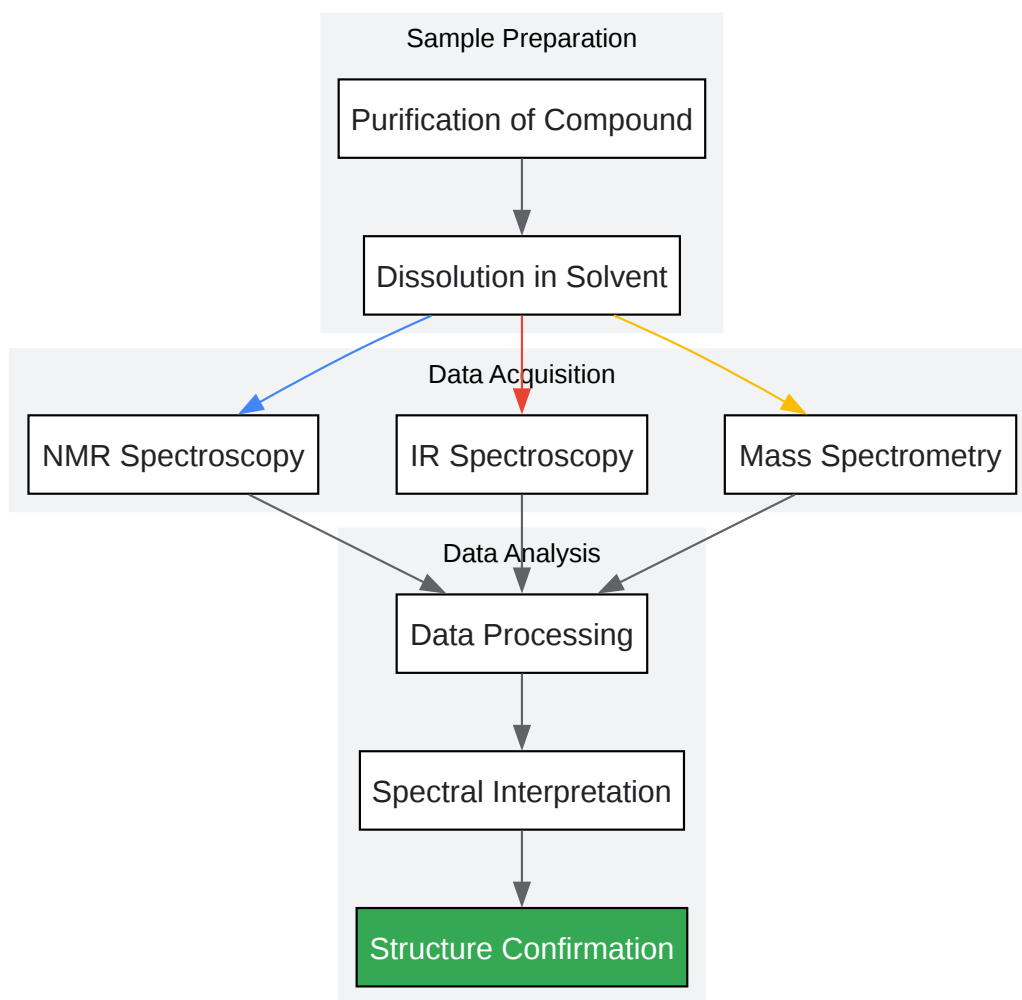 Sample Preparation
Purification of Compound
Dissolution in Solvent
Data Acquisition
NMR Spectroscopy
IR Spectroscopy
Mass Spectrometry
Data Analysis
Data Processing
Spectral Interpretation
Structure Confirmation